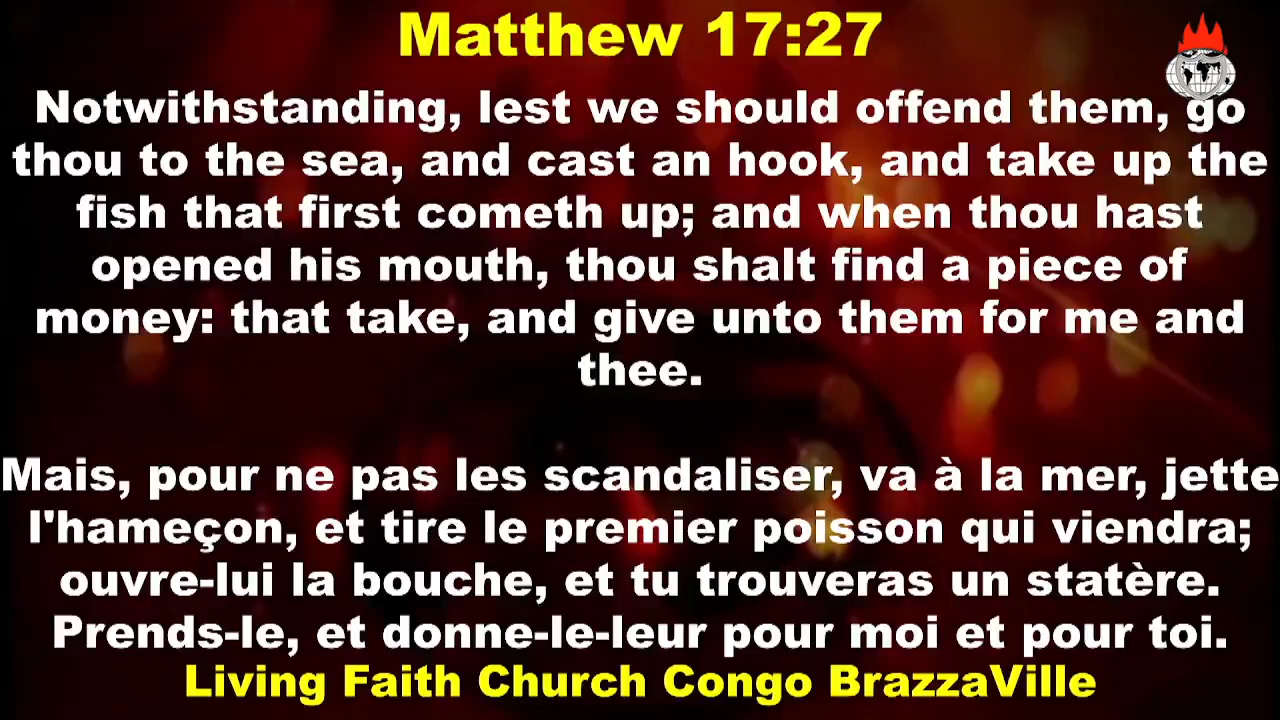 Matthew 17:27
Notwithstanding, lest we should offend them, go
thou to the sea, and cast an hook, and take up the
fish that first cometh up; and when thou hast
opened his mouth, thou shalt find a piece of
money: that take, and give unto them for me and
thee.
Mais, pour ne pas les scandaliser, va à la mer, jette
l'hameçon, et tire le premier poisson qui viendra;
ouvre-lui la bouche, et tu trouveras un statère.
Prends-le, et donne-le-leur pour moi et pour toi.
Living Faith Church Congo BrazzaVille